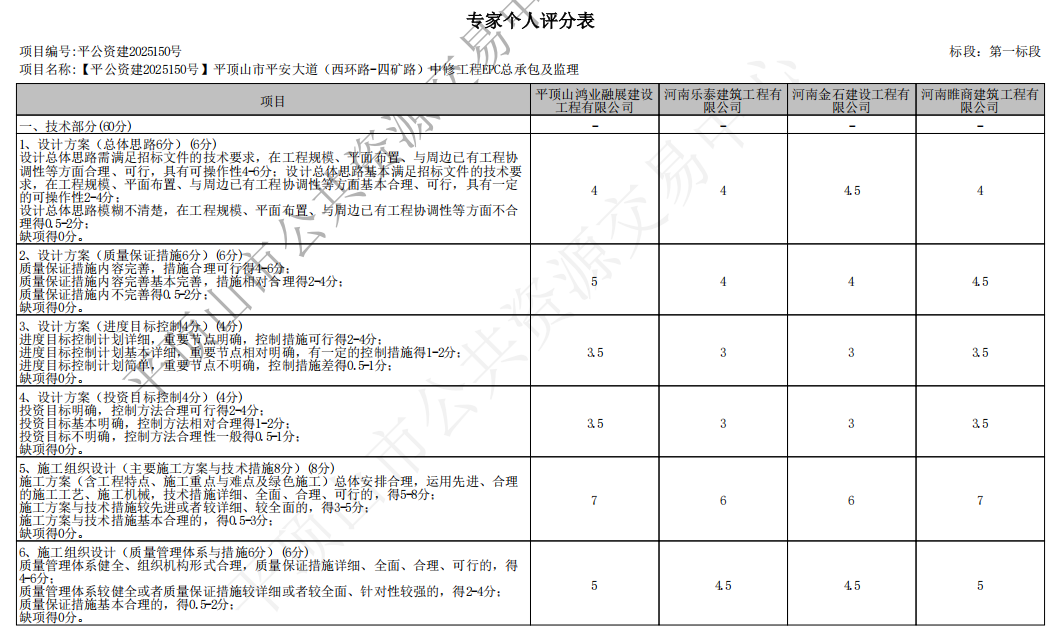 专家个人评分表
项目编号:平公资建2025150号
标段：第一标段
项目名称:【平公资建2025150号】平顶山市平安大道（西环路-四矿路）中修工程EPC总承包及监理
项目
平顶山鸿业融展建设工程有限公司
河南乐泰建筑工程有限公司
河南金石建设工程有限公司
河南睢商建筑工程有限公司
一、技术部分(60分)
-
-
-
-
1、设计方案（总体思路6分）(6分)
设计总体思路需满足招标文件的技术要求，在工程规模、平面布置、与周边已有工程协
调性等方面合理、可行，具有可操作性4-6分；设计总体思路基本满足招标文件的技术要
求，在工程规模、平面布置、与周边已有工程协调性等方面基本合理、可行，具有一定
的可操作性2-4分；
设计总体思路模糊不清楚，在工程规模、平面布置、与周边已有工程协调性等方面不合
理得0.5-2分；
缺项得0分。
4
4
4.5
4
2、设计方案（质量保证措施6分）(6分)
质量保证措施内容完善，措施合理可行得4-6分；
质量保证措施内容完善基本完善，措施相对合理得2-4分；
质量保证措施内不完善得0.5-2分；
缺项得0分。
5
4
4
4.5
3、设计方案（进度目标控制4分）(4分)
进度目标控制计划详细，重要节点明确，控制措施可行得2-4分；
进度目标控制计划基本详细，重要节点相对明确，有一定的控制措施得1-2分；
进度目标控制计划简单，重要节点不明确，控制措施差得0.5-1分；
缺项得0分。
3.5
3
3
3.5
4、设计方案（投资目标控制4分）(4分)
投资目标明确，控制方法合理可行得2-4分；
投资目标基本明确，控制方法相对合理得1-2分；
投资目标不明确，控制方法合理性一般得0.5-1分；
缺项得0分。
3.5
3
3
3.5
5、施工组织设计（主要施工方案与技术措施8分）(8分)
施工方案（含工程特点、施工重点与难点及绿色施工）总体安排合理，运用先进、合理
的施工工艺、施工机械，技术措施详细、全面、合理、可行的，得5-8分；
施工方案与技术措施较先进或者较详细、较全面的，得3-5分；
施工方案与技术措施基本合理的，得0.5-3分；
缺项得0分。
7
6
6
7
6、施工组织设计（质量管理体系与措施6分）(6分)
质量管理体系健全、组织机构形式合理，质量保证措施详细、全面、合理、可行的，得
4-6分；
质量管理体系较健全或者质量保证措施较详细或者较全面、针对性较强的，得2-4分；
质量保证措施基本合理的，得0.5-2分；
缺项得0分。
5
4.5
4.5
5
平顶山市公共资源交易中
平顶山市公共资源交易中心